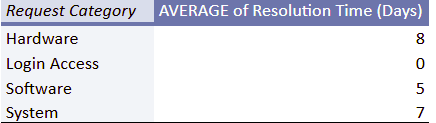 Request Category AVERAGE of Resolution Time (Days)
Hardware 8
Login Access 0
Software 5
System 7